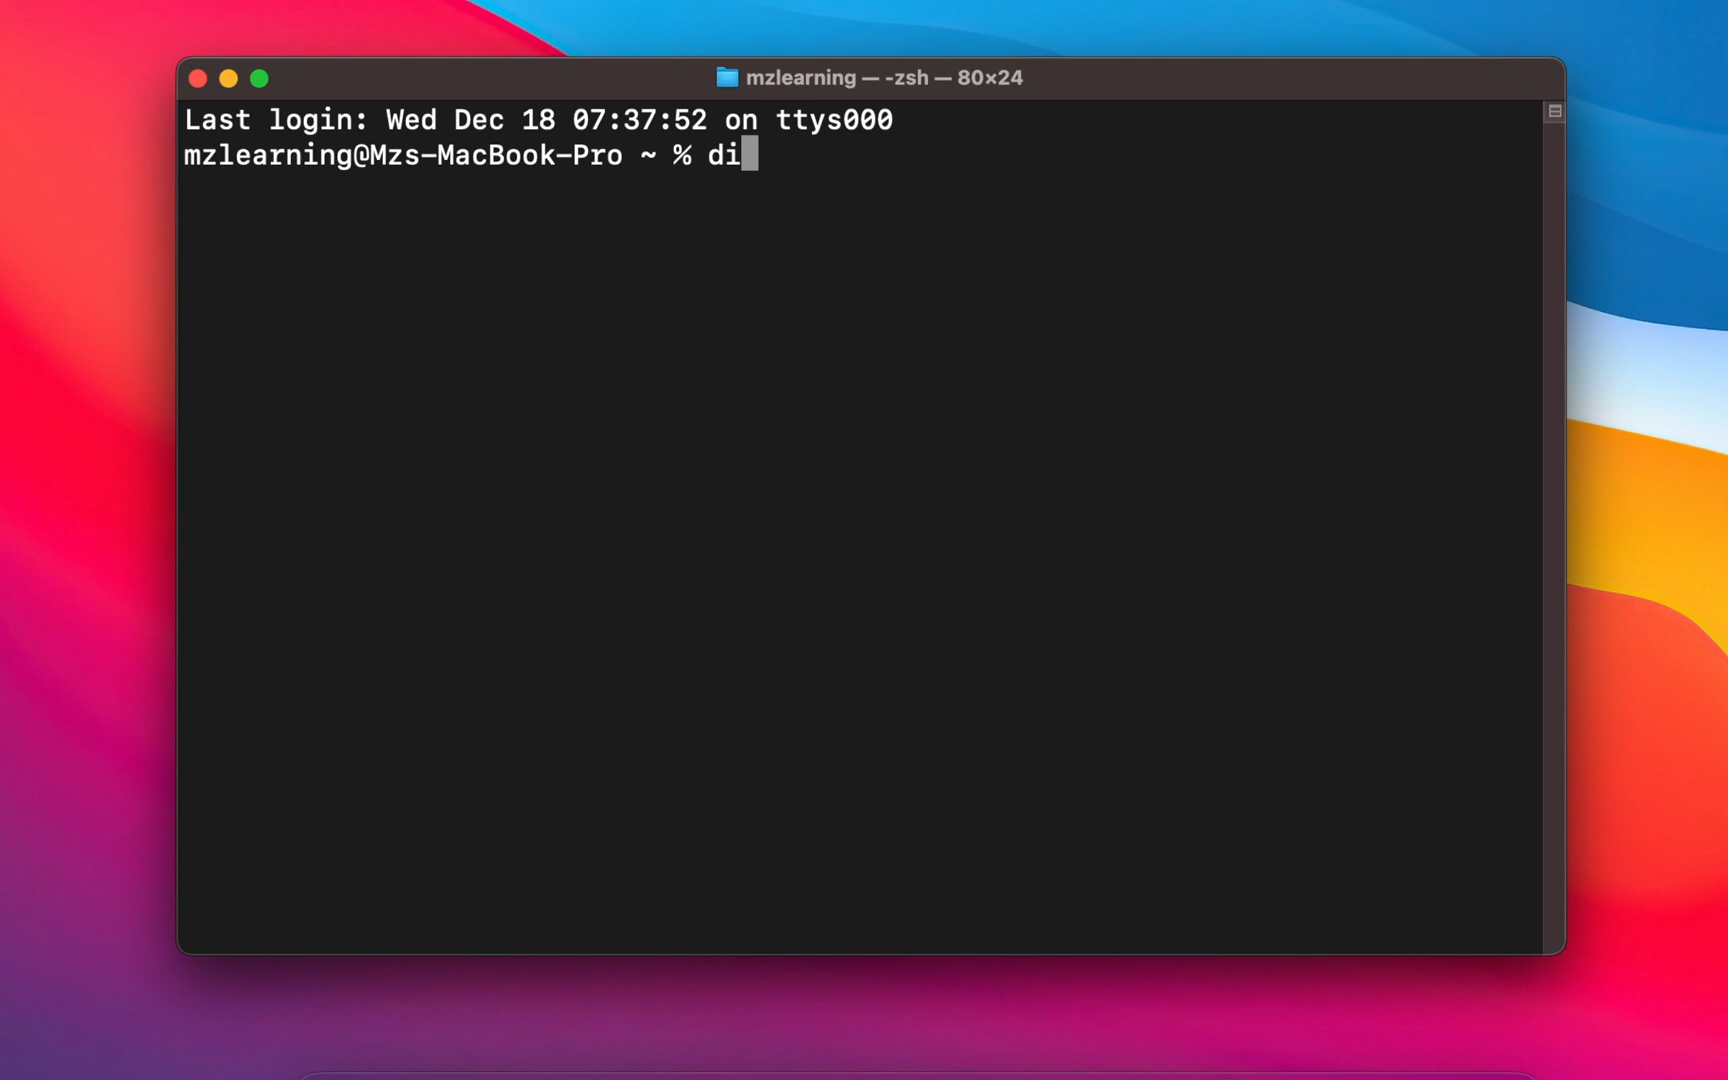 mzlearning — -zsh — 80×24
Last login: Wed Dec 18 07:37:52 on ttys000
mzlearning@Mzs-MacBook-Pro ~ % di